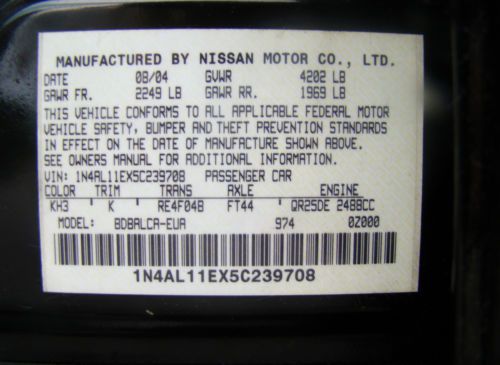 MANUFACTURED BY NISSAN MOTOR CO., LTD.
DATE 08/04 GVWR 4202 LB
GAWR FR. 2249 LB GAWR RR. 1969 LB
THIS VEHICLE CONFORMS TO ALL APPLICABLE FEDERAL MOTOR
VEHICLE SAFETY, BUMPER AND THEFT PREVENTION STANDARDS
IN EFFECT ON THE DATE OF MANUFACTURE SHOWN ABOVE.
SEE OWNERS MANUAL FOR ADDITIONAL INFORMATION.
VIN: 1N4AL11EX5C239708 PASSENGER CAR
COLOR TRIM TRANS AXLE ENGINE
KH3 K RE4F04B FT44 QR25DE 2488CC
MODEL: BDBALCA-EUA 974 0Z000
1N4AL11EX5C239708